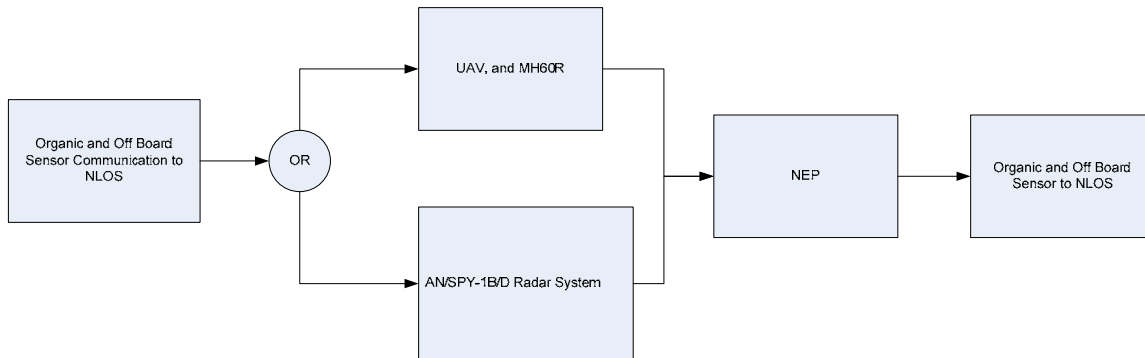 Organic and Off Board
Sensor Communication to
NLOS
OR
UAV, and MH60R
AN/SPY-1B/D Radar System
NEP
Organic and Off Board
Sensor to NLOS